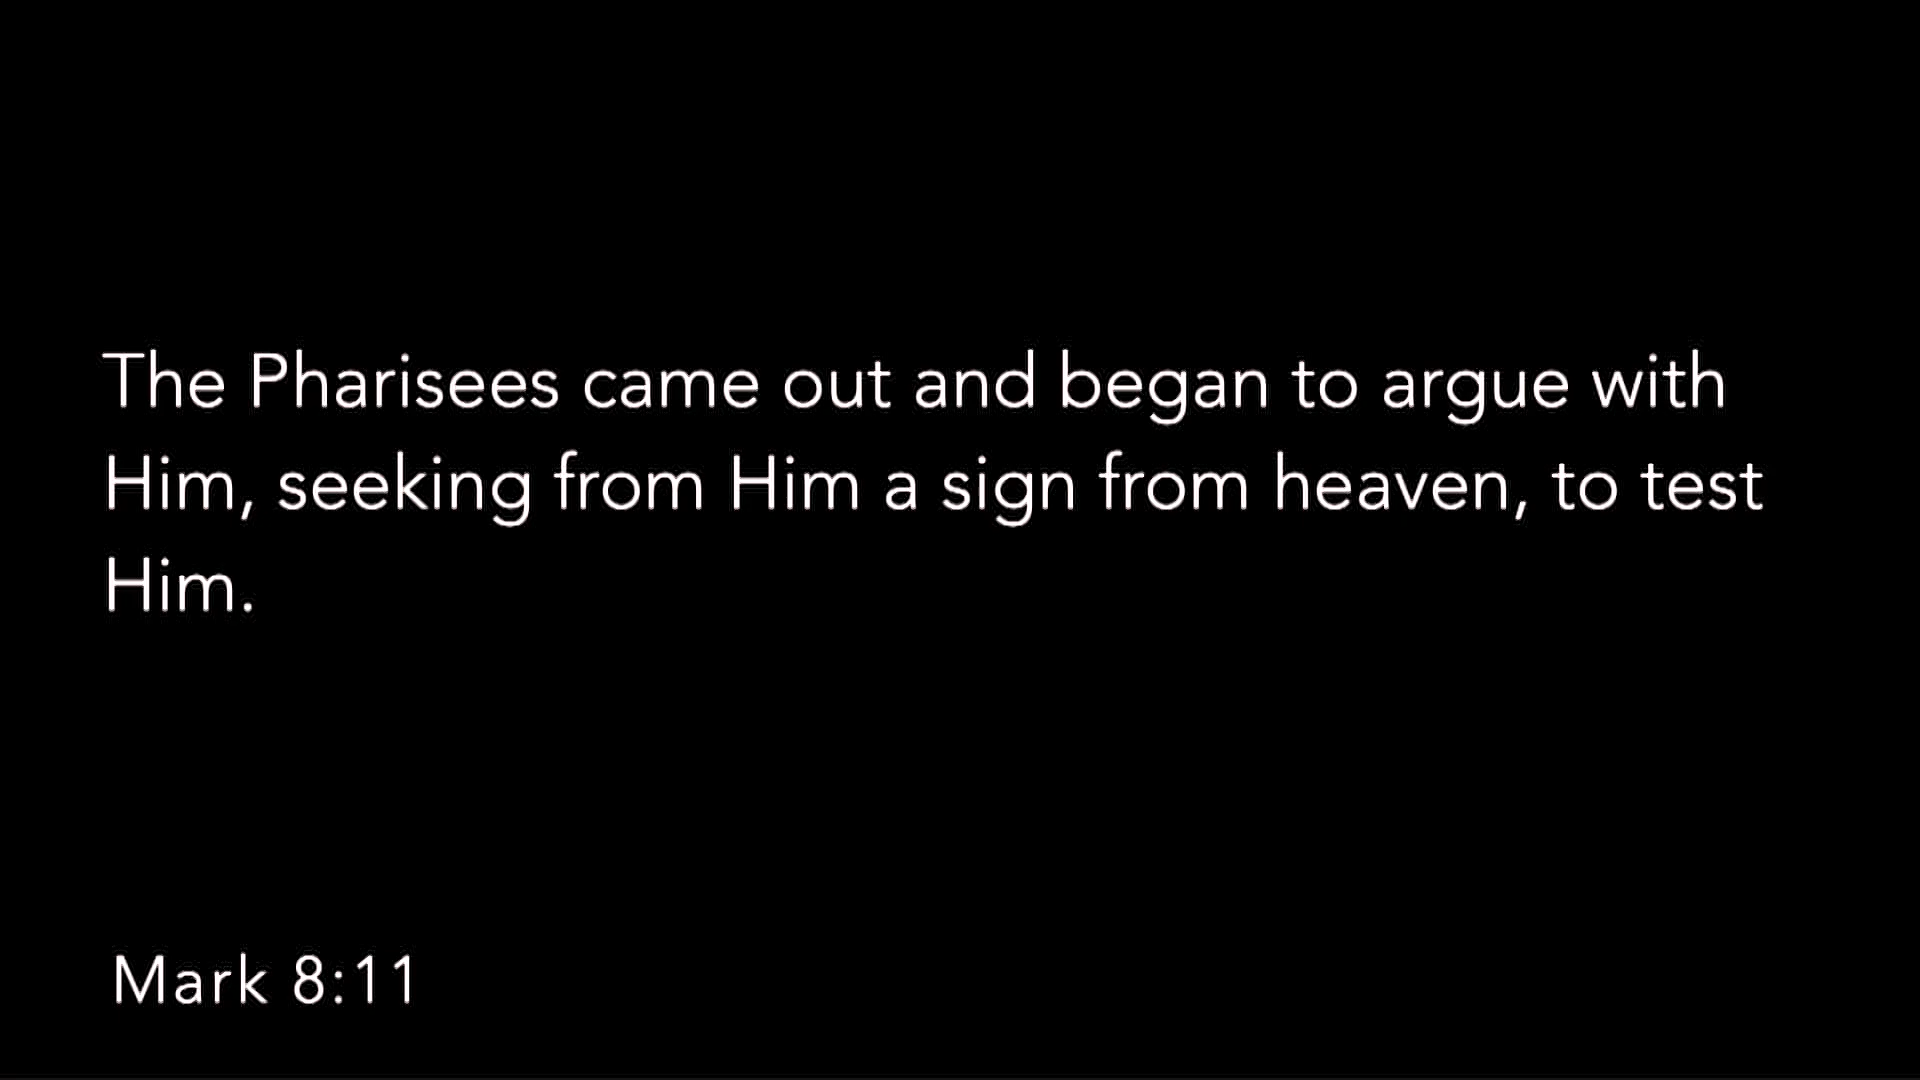 The Pharisees came out and began to argue with
Him, seeking from Him a sign from heaven, to test
Him.
Mark 8:11